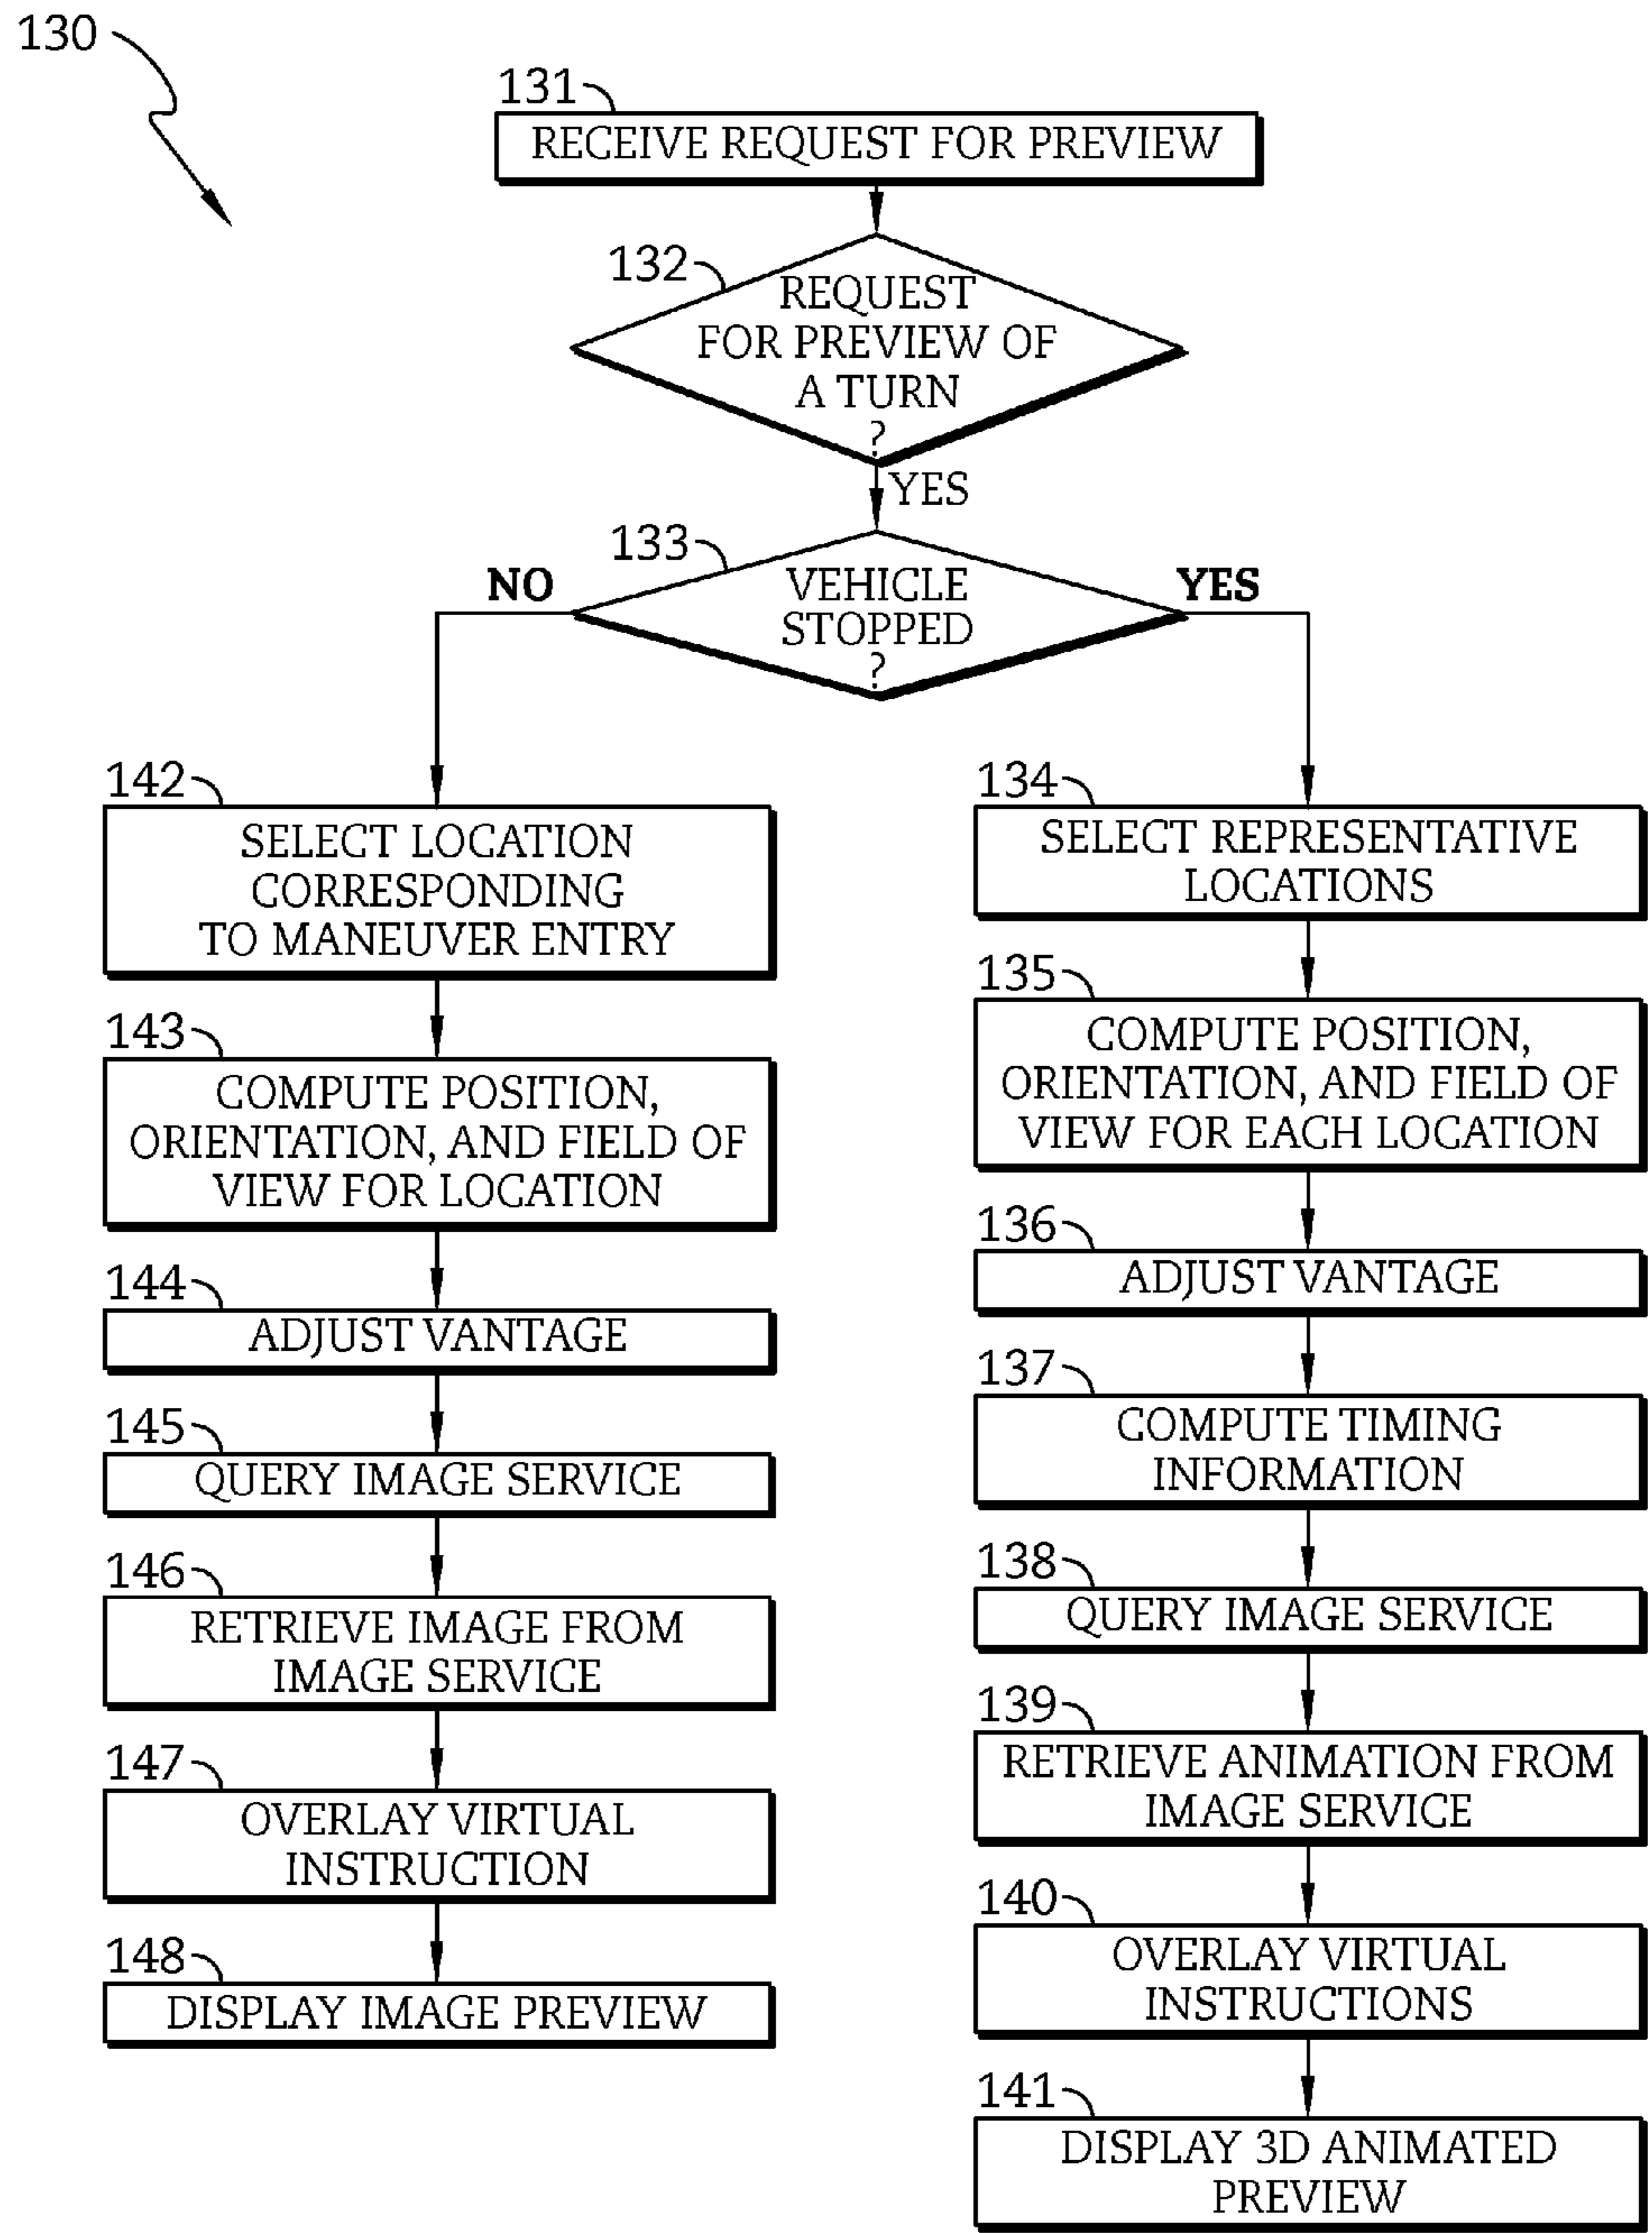 130
131
RECEIVE REQUEST FOR PREVIEW
132
REQUEST
FOR PREVIEW OF
A TURN
?
YES
133
VEHICLE
STOPPED
?
NO
YES
142
SELECT LOCATION
CORRESPONDING
TO MANEUVER ENTRY
143
COMPUTE POSITION,
ORIENTATION, AND FIELD OF
VIEW FOR LOCATION
144
ADJUST VANTAGE
145
QUERY IMAGE SERVICE
146
RETRIEVE IMAGE FROM
IMAGE SERVICE
147
OVERLAY VIRTUAL
INSTRUCTION
148
DISPLAY IMAGE PREVIEW
134
SELECT REPRESENTATIVE
LOCATIONS
135
COMPUTE POSITION,
ORIENTATION, AND FIELD OF
VIEW FOR EACH LOCATION
136
ADJUST VANTAGE
137
COMPUTE TIMING
INFORMATION
138
QUERY IMAGE SERVICE
139
RETRIEVE ANIMATION FROM
IMAGE SERVICE
140
OVERLAY VIRTUAL
INSTRUCTIONS
141
DISPLAY 3D ANIMATED
PREVIEW